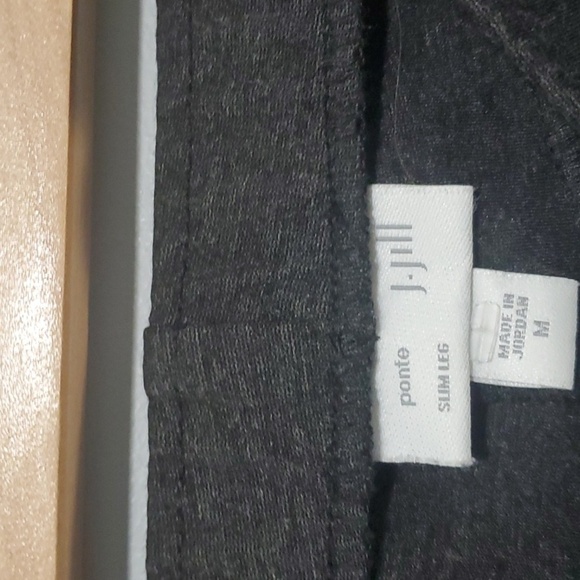 J.Jill
ponte
SLIM LEG
MADE IN
JORDAN
M